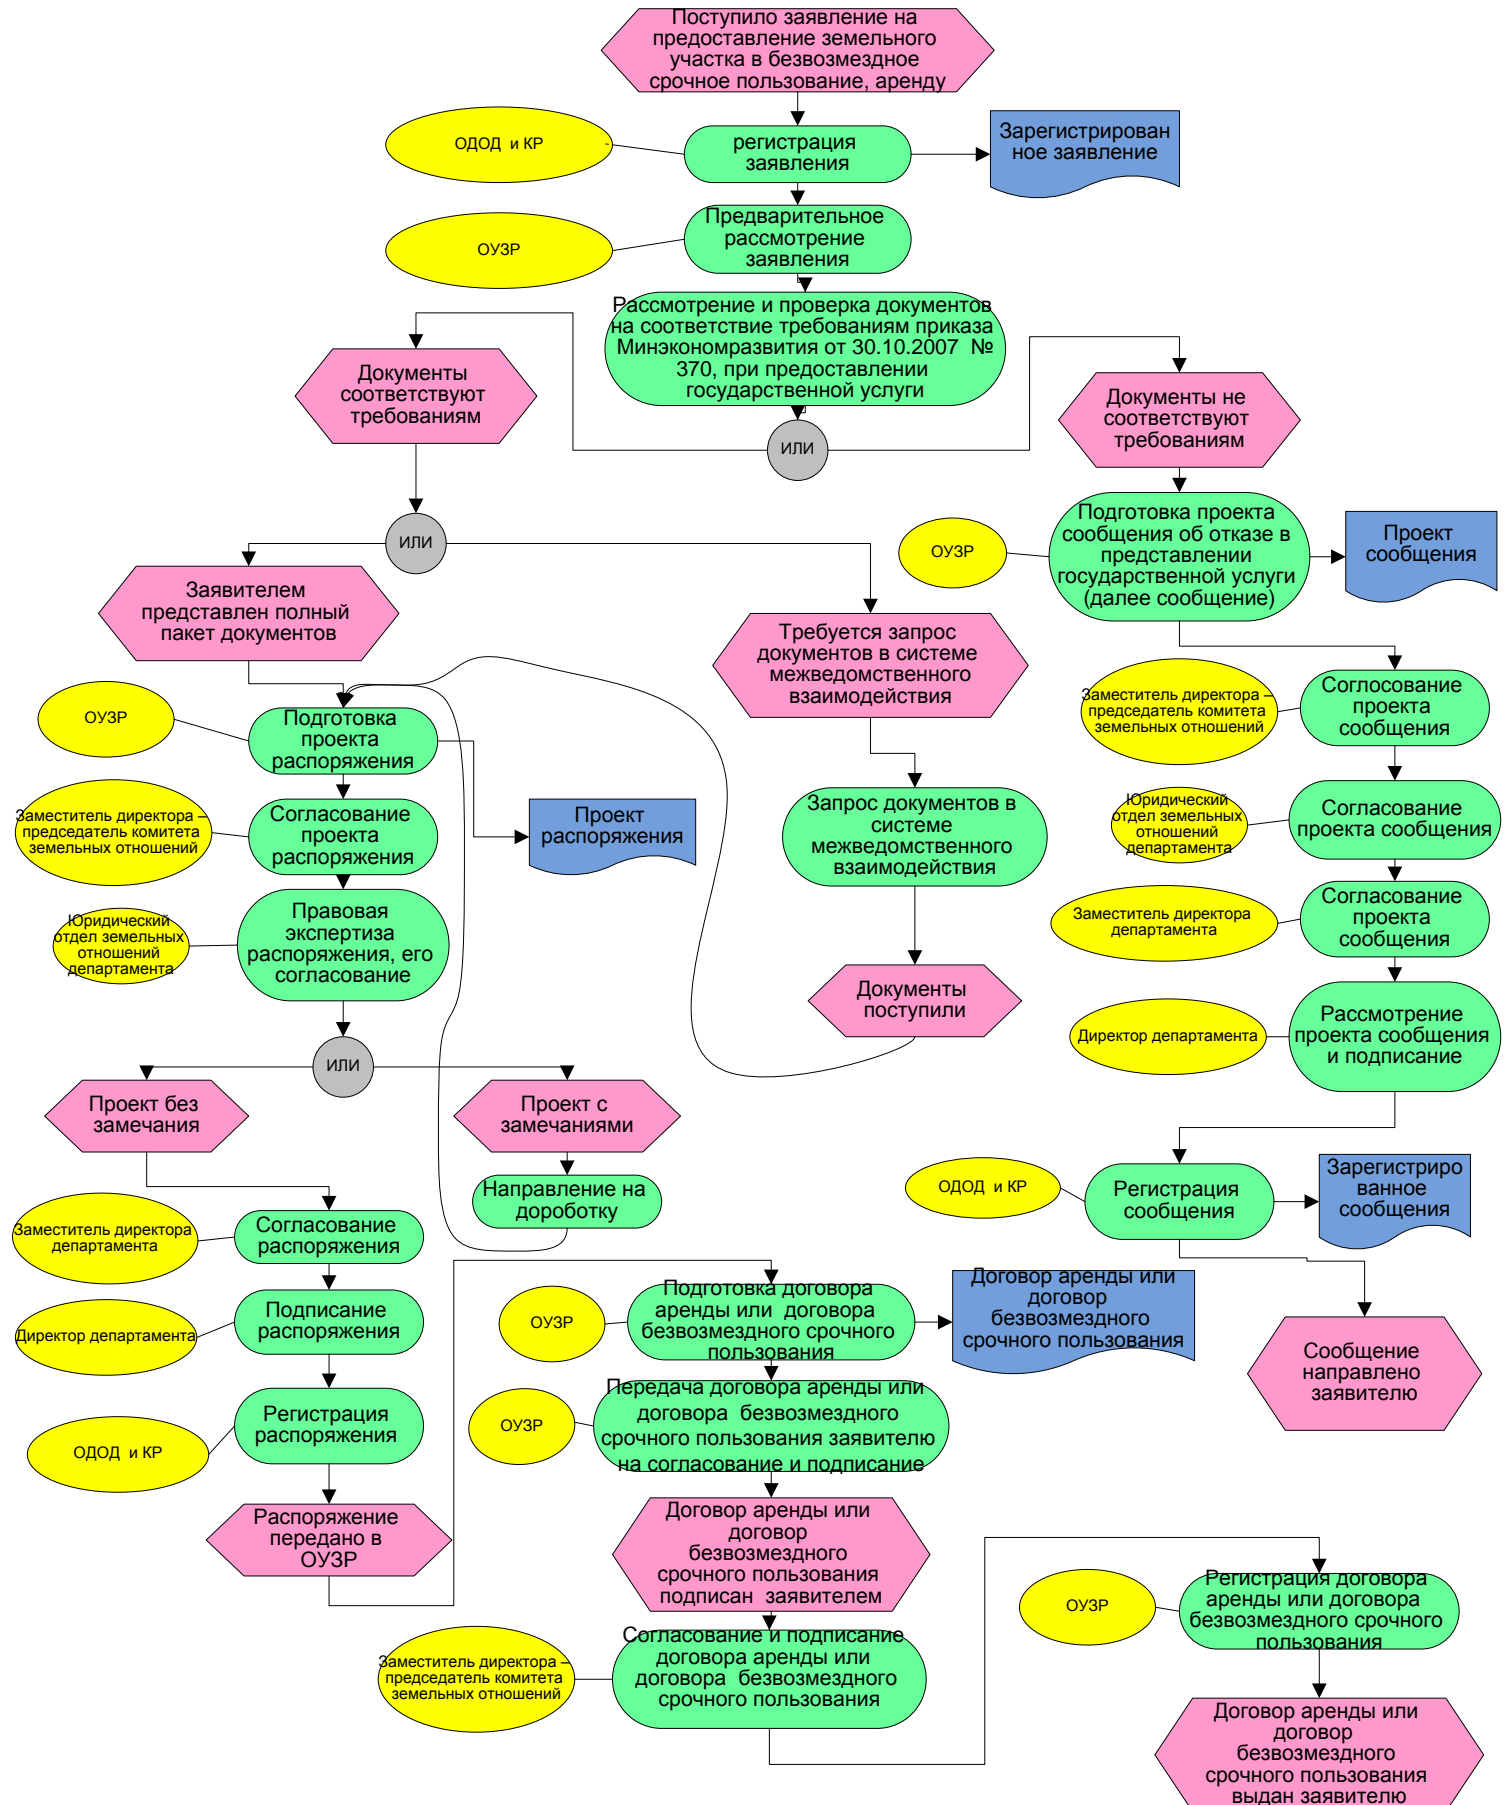 Поступило заявление на
предоставление земельного
участка в безвозмездное
срочное пользование, аренду
ОДОД и КР
-
регистрация
заявления
Зарегистрирован
ное заявление
ОУЗР
Предварительное
рассмотрение
заявления
Рассмотрение и проверка документов
на соответствие требованиям приказа
Минэкономразвития от 30.10.2007 №
370, при предоставлении
государственной услуги
ИЛИ
Документы
соответствуют
требованиям
Документы не
соответствуют
требованиям
ИЛИ
Заявителем
представлен полный
пакет документов
Требуется запрос
документов в системе
межведомственного
взаимодействия
ОУЗР
Подготовка проекта
сообщения об отказе в
представлении
государственной услуги
(далее сообщение)
Проект
сообщения
ОУЗР
Подготовка
проекта
распоряжения
Заместитель директора –
председатель комитета
земельных отношений
Согласование
проекта
распоряжения
Проект
распоряжения
Юридический
отдел земельных
отношений
департамента
Правовая
экспертиза
распоряжения, его
согласование
Запрос документов в
системе
межведомственного
взаимодействия
Документы
поступили
Заместитель директора –
председатель комитета
земельных отношений
Соглосование
проекта
сообщения
Юридический
отдел земельных
отношений
департамента
Согласование
проекта сообщения
Заместитель директора
департамента
Согласование
проекта
сообщения
Директор департамента
Рассмотрение
проекта сообщения
и подписание
ИЛИ
Проект без
замечания
Проект с
замечаниями
Направление на
дороботку
ОДОД и КР
Регистрация
сообщения
Зарегистриро
ванное
сообщения
Сообщение
направлено
заявителю
Заместитель директора
департамента
Согласование
распоряжения
Директор департамента
Подписание
распоряжения
ОДОД и КР
Регистрация
распоряжения
Распоряжение
передано в
ОУЗР
ОУЗР
Подготовка договора
аренды или договора
безвозмездного срочного
пользования
Договор аренды или
договор
безвозмездного
срочного пользования
ОУЗР
Передача договора аренды или
договора безвозмездного
срочного пользования заявителю
на согласование и подписание
Договор аренды или
договор
безвозмездного
срочного пользования
подписан заявителем
Заместитель директора –
председатель комитета
земельных отношений
Согласование и подписание
договора аренды или
договора безвозмездного
срочного пользования
ОУЗР
Регистрация договора
аренды или договора
безвозмездного срочного
пользования
Договор аренды или
договор
безвозмездного
срочного пользования
выдан заявителю